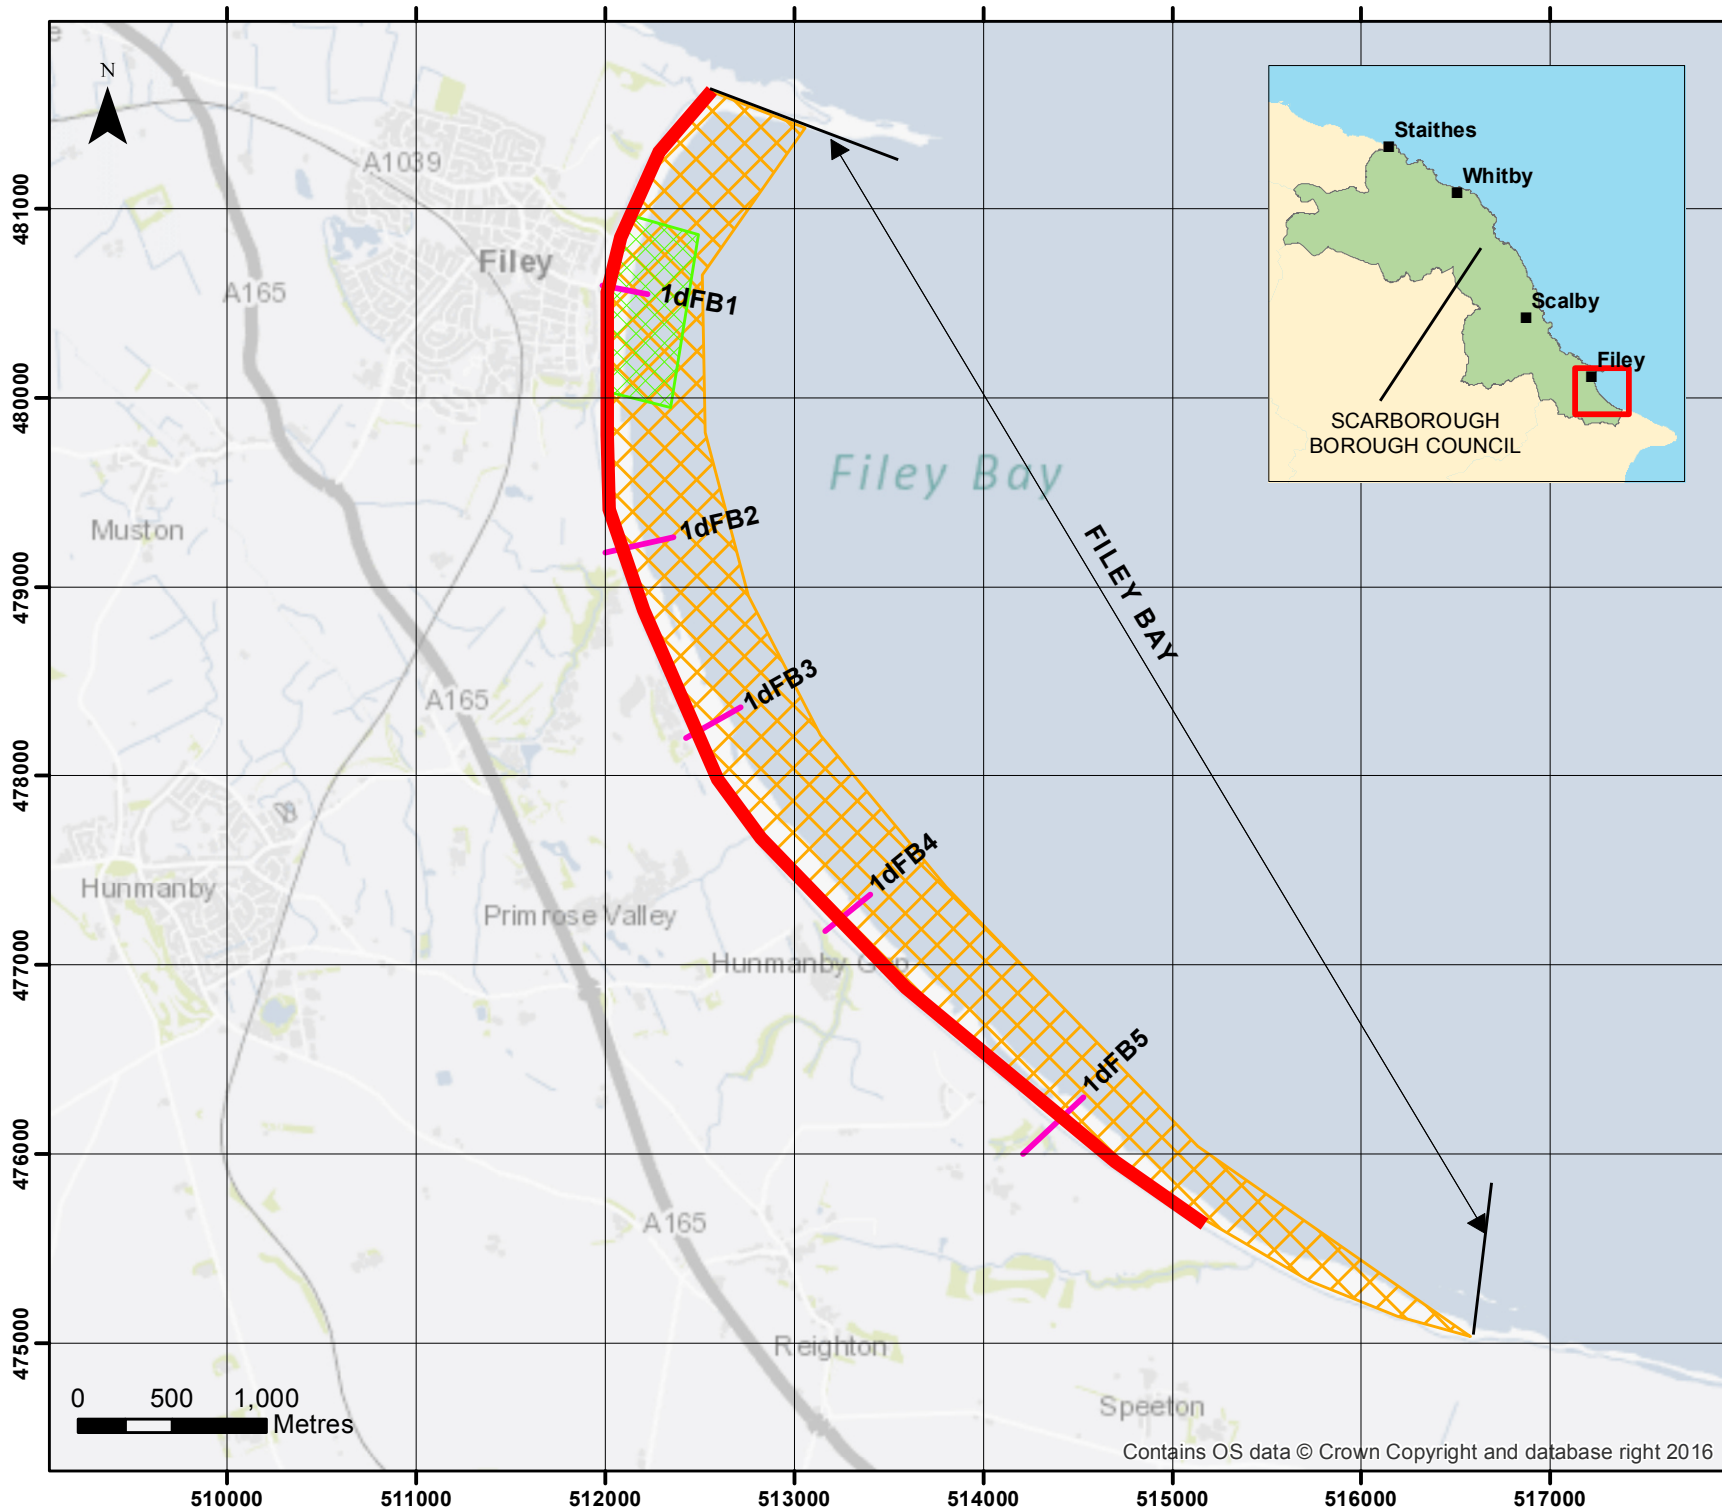 N
e
A1039
Filey
A165
1dFB1
Staithes
Whitby
Scalby
Filey
SCARBOROUGH
BOROUGH COUNCIL
Filey Bay
Muston
1dFB2
FILEY BAY
1dFB3
A165
1dFB4
Hunmanby
Primrose Valley
Hunmanby Gap
1dFB5
A165
Reighton
Speeton
0 500 1,000
Metres
Contains OS data © Crown Copyright and database right 2016
481000
480000
479000
478000
477000
476000
475000
510000 511000 512000 513000 514000 515000 516000 517000